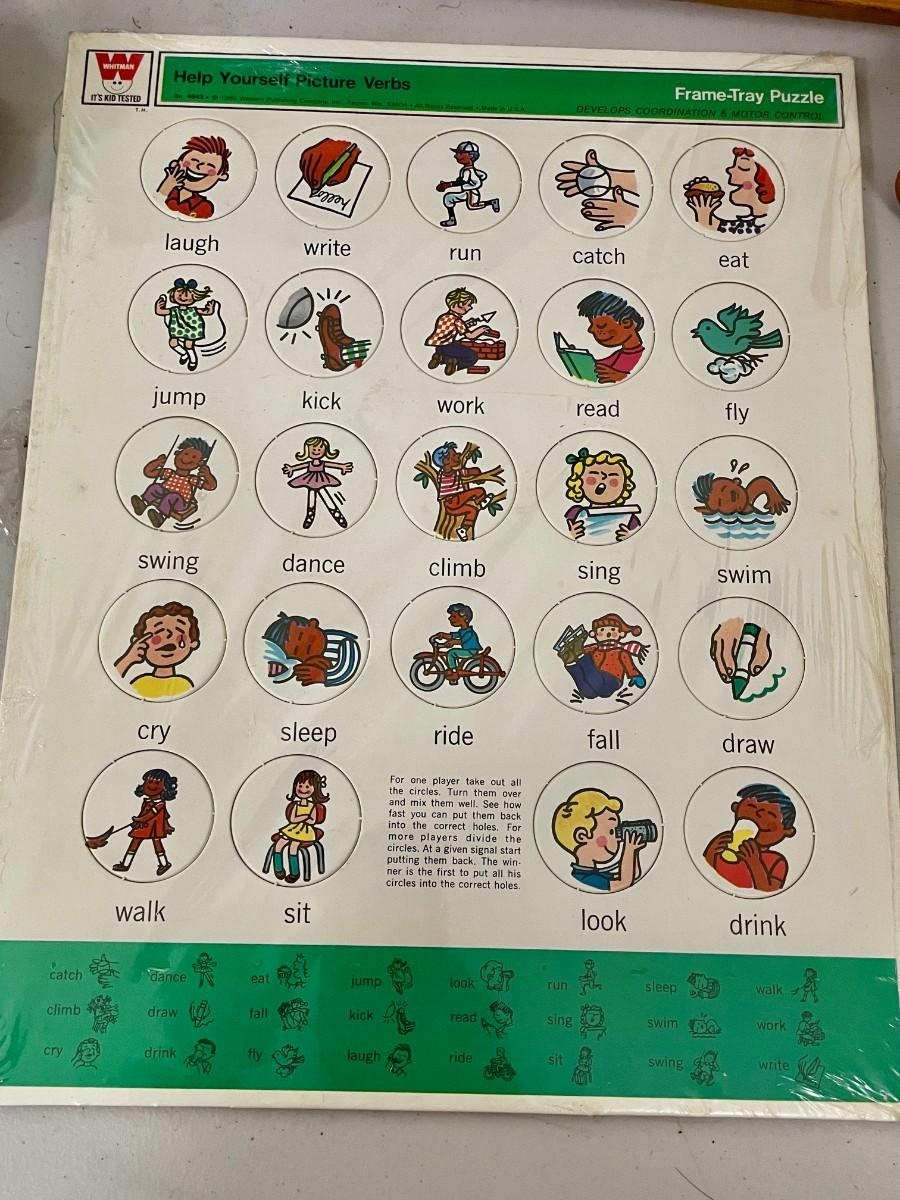 WHITMAN
IT'S KID TESTED
T.M.
Help Yourself Picture Verbs
Frame-Tray Puzzle
DEVELOPS COORDINATION & MOTOR CONTROL
hello
laugh write run catch eat
jump kick work read fly
swing dance climb sing swim
cry sleep ride fall draw
For one player take out all
the circles. Turn them over
and mix them well. See how
fast you can put them back
into the correct holes. For
more players divide the
circles. At a given signal start
putting them back. The win-
ner is the first to put all his
circles into the correct holes.
walk sit look drink
catch dance eat jump look run sleep walk
climb draw fall kick read sing swim work
cry drink fly laugh ride sit swing write